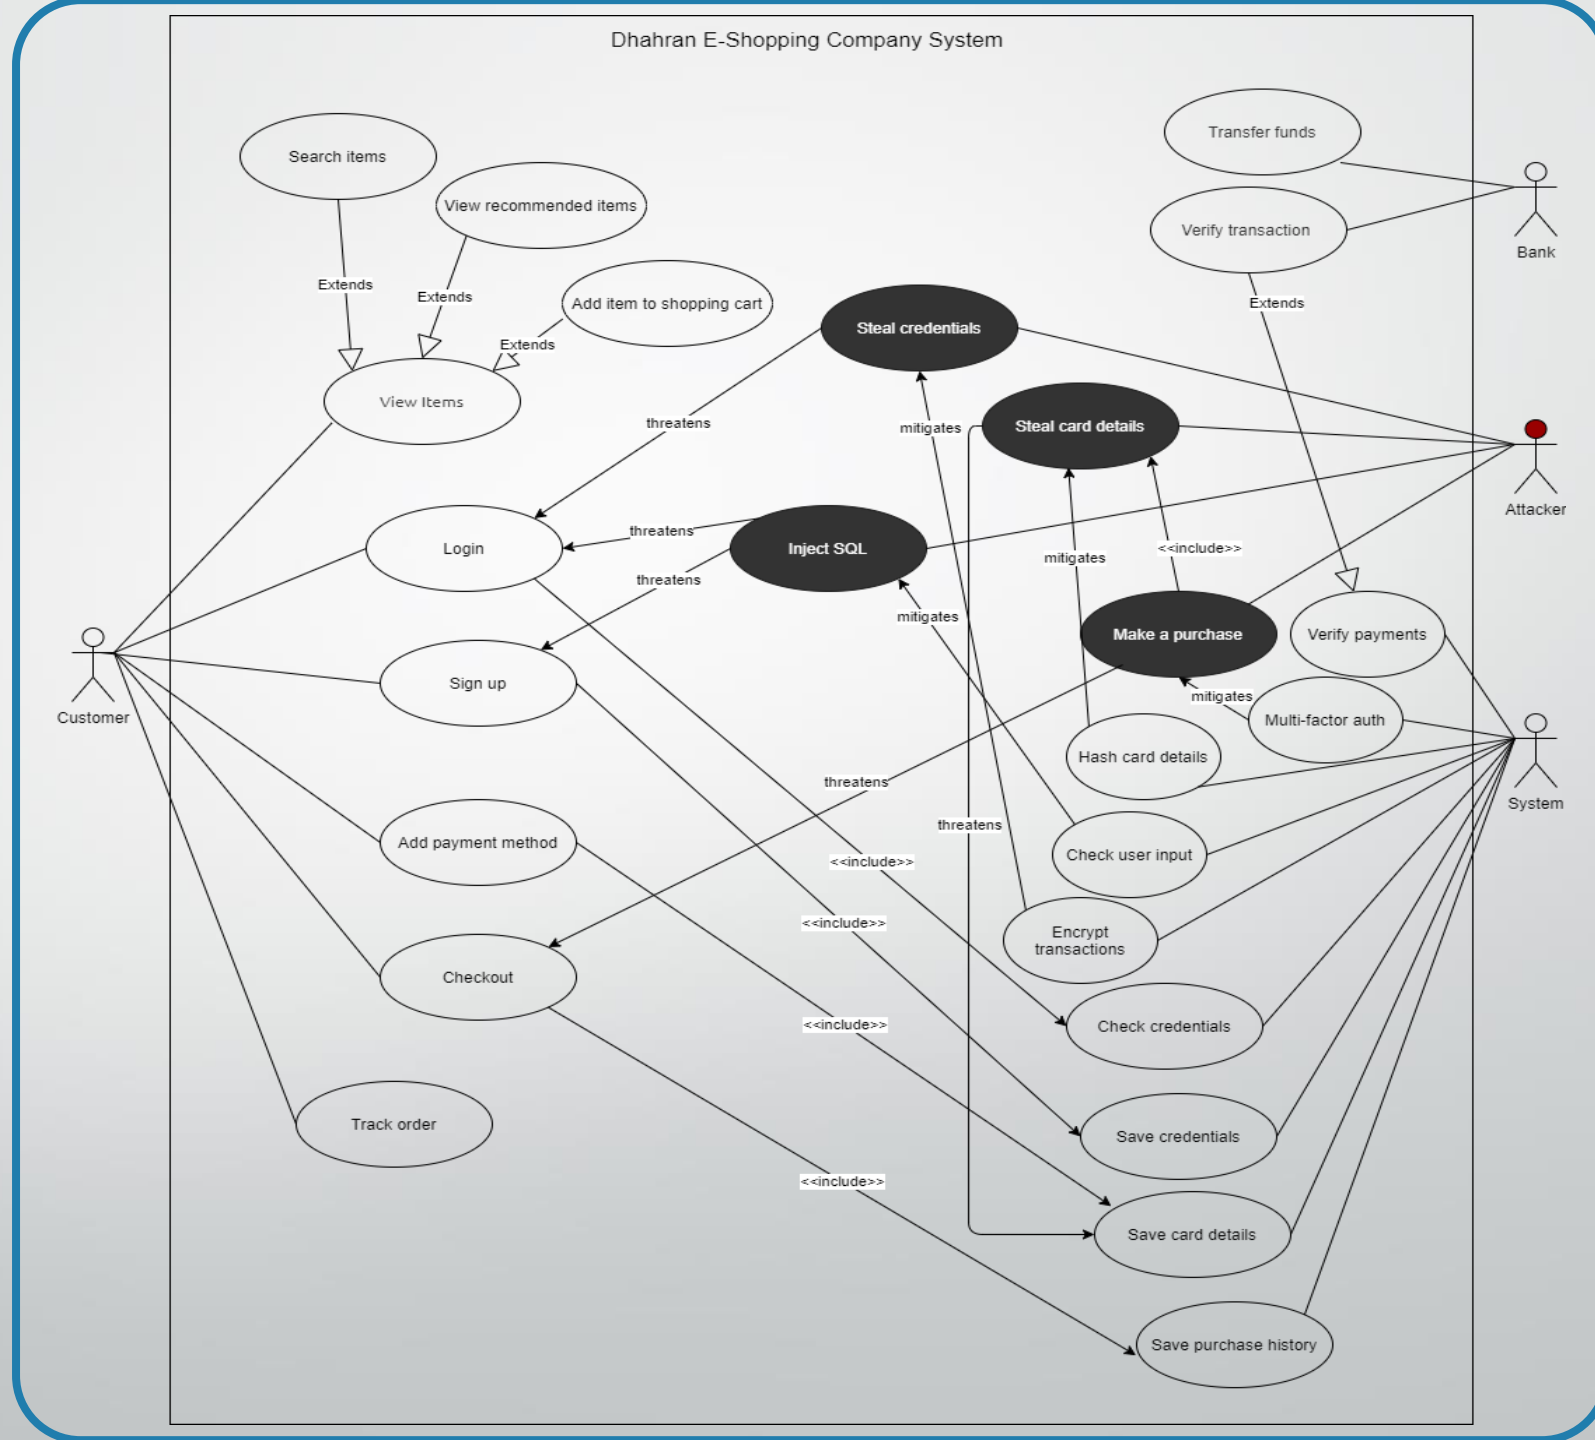 Dhahran E-Shopping Company System
Transfer funds
Search items
View recommended items
Verify transaction
Bank
Extends
Extends
Add item to shopping cart
Extends
Steal credentials
Extends
View Items
threatens
mitigates
Steal card details
Attacker
Login
threatens
Inject SQL
mitigates
<<include>>
threatens
mitigates
Make a purchase
Verify payments
Sign up
Customer
mitigates
Multi-factor auth
Hash card details
threatens
System
threatens
Add payment method
<<include>>
Check user input
<<include>>
Encrypt
transactions
Checkout
<<include>>
Check credentials
Track order
Save credentials
<<include>>
Save card details
Save purchase history